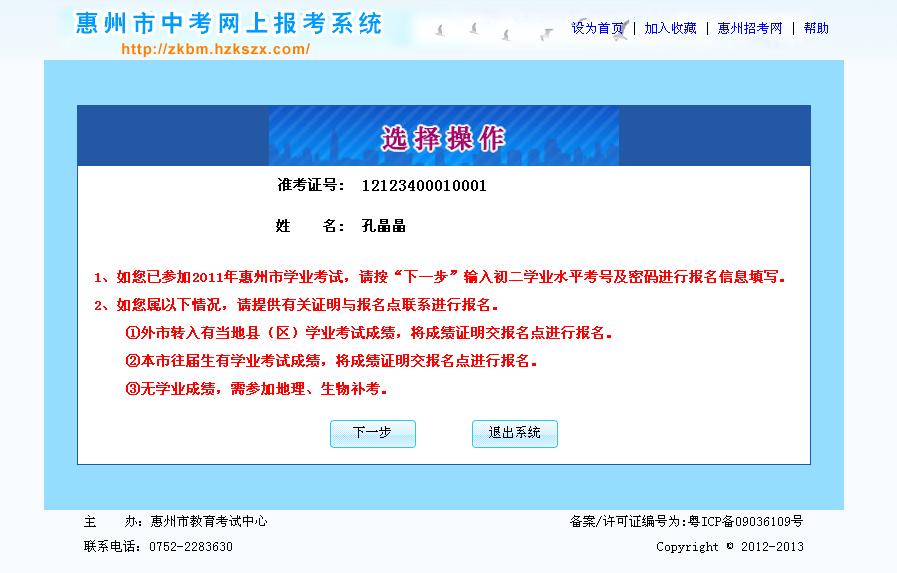 惠州市中考网上报考系统
http://zkbm.hzkszx.com/
设为首页 | 加入收藏 | 惠州招考网 | 帮助
选择操作
准考证号: 12123400010001
姓 名: 孔晶晶
1、如您已参加2011年惠州市学业考试，请按“下一步”输入初二学业水平考号及密码进行报名信息填写。
2、如您属以下情况，请提供有关证明与报名点联系进行报名。
①外市转入有当地县（区）学业考试成绩，将成绩证明交报名点进行报名。
②本市往届生有学业考试成绩，将成绩证明交报名点进行报名。
③无学业成绩，需参加地理、生物补考。
下一步 退出系统
主 办: 惠州市教育考试中心 备案/许可证编号为:粤ICP备09036109号
联系电话: 0752-2283630 Copyright © 2012-2013